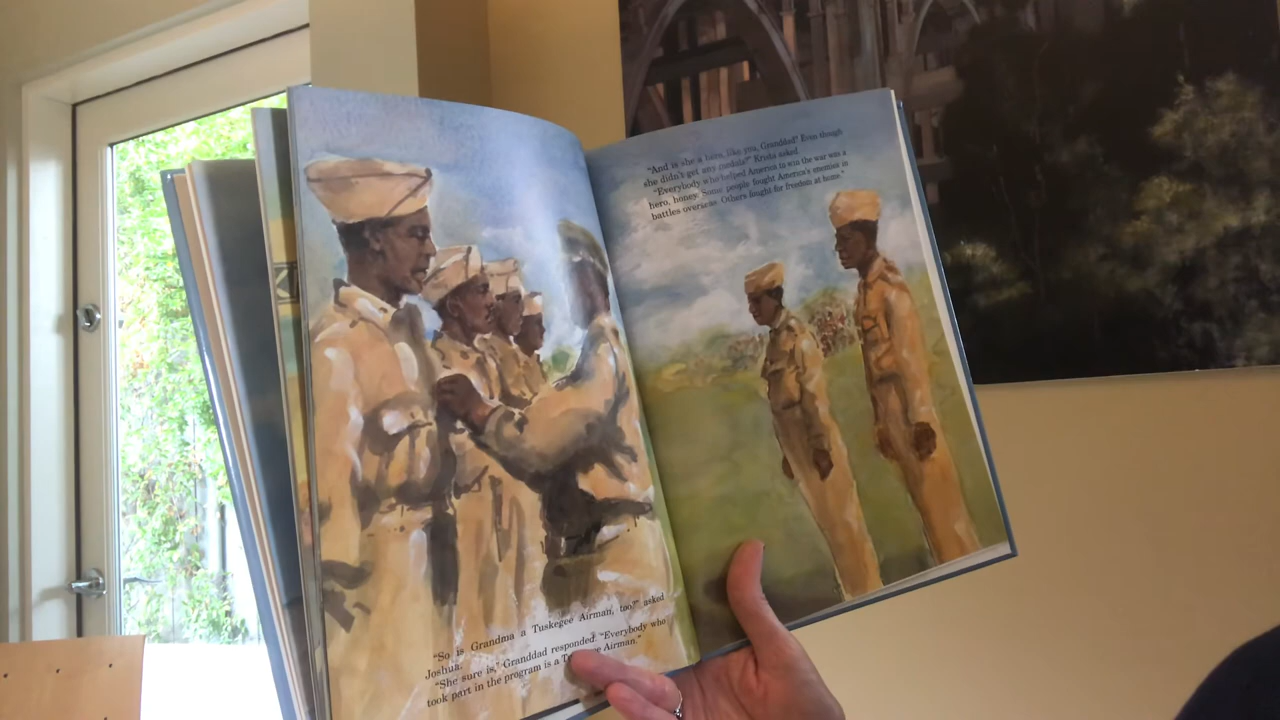 "So is Grandma a Tuskegee Airman, too?" asked
Joshua.
"She sure is," Granddad responded. "Everybody who
took part in the program is a Airman."
"And is she a hero, like you, Granddad? Even though
she didn't get any medals?" Krisha asked.
"Everybody who helped America to win the war was a
hero, honey. Some people fought America's enemies in
battles overseas. Others fought for freedom at home."